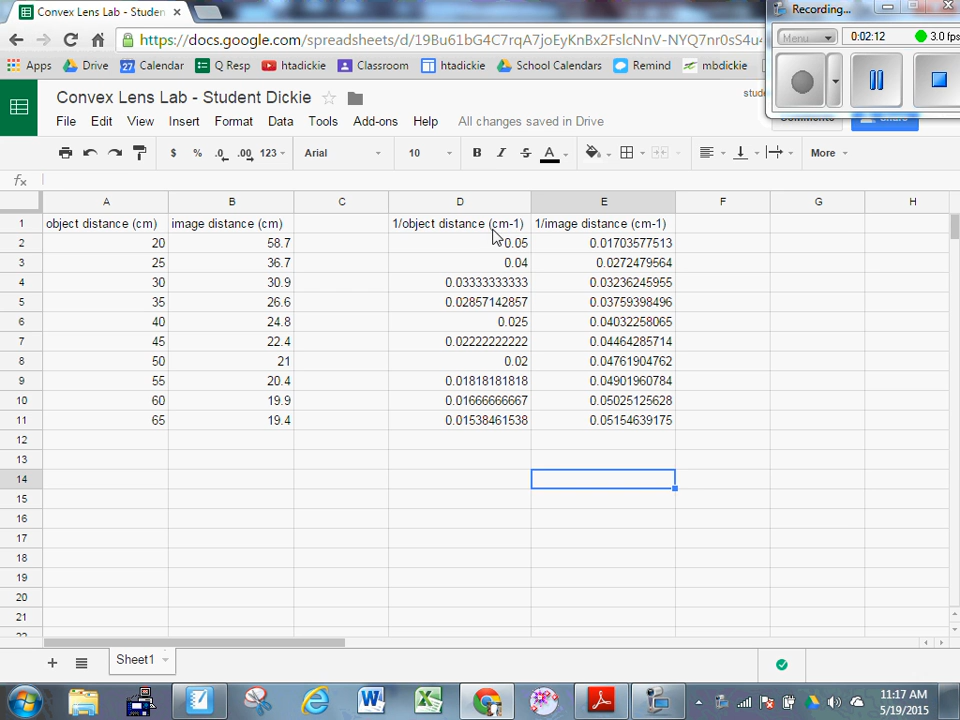 Convex Lens Lab - Studen
Recording...
https://docs.google.com/spreadsheets/d/19Bu61bG4C7rqA7joEyKnBx2FslcNnV-NYQ7nr0sS4u4
Menu 0:02:12 3.0 fps
Apps Drive Calendar Q Resp htadickie Classroom htadickie School Calendars Remind mbdickie
Convex Lens Lab - Student Dickie
stude
File Edit View Insert Format Data Tools Add-ons Help All changes saved in Drive
Comments Share
$ % .0 .00 123 Arial 10 B I S A More
fx
A B C D E F G H
1 object distance (cm) image distance (cm) 1/object distance (cm-1) 1/image distance (cm-1)
2 20 58.7 0.05 0.01703577513
3 25 36.7 0.04 0.0272479564
4 30 30.9 0.03333333333 0.03236245955
5 35 26.6 0.02857142857 0.03759398496
6 40 24.8 0.025 0.04032258065
7 45 22.4 0.02222222222 0.04464285714
8 50 21 0.02 0.04761904762
9 55 20.4 0.01818181818 0.04901960784
10 60 19.9 0.01666666667 0.05025125628
11 65 19.4 0.01538461538 0.05154639175
12
13
14
15
16
17
18
19
20
21
22
Sheet1
11:17 AM
5/19/2015